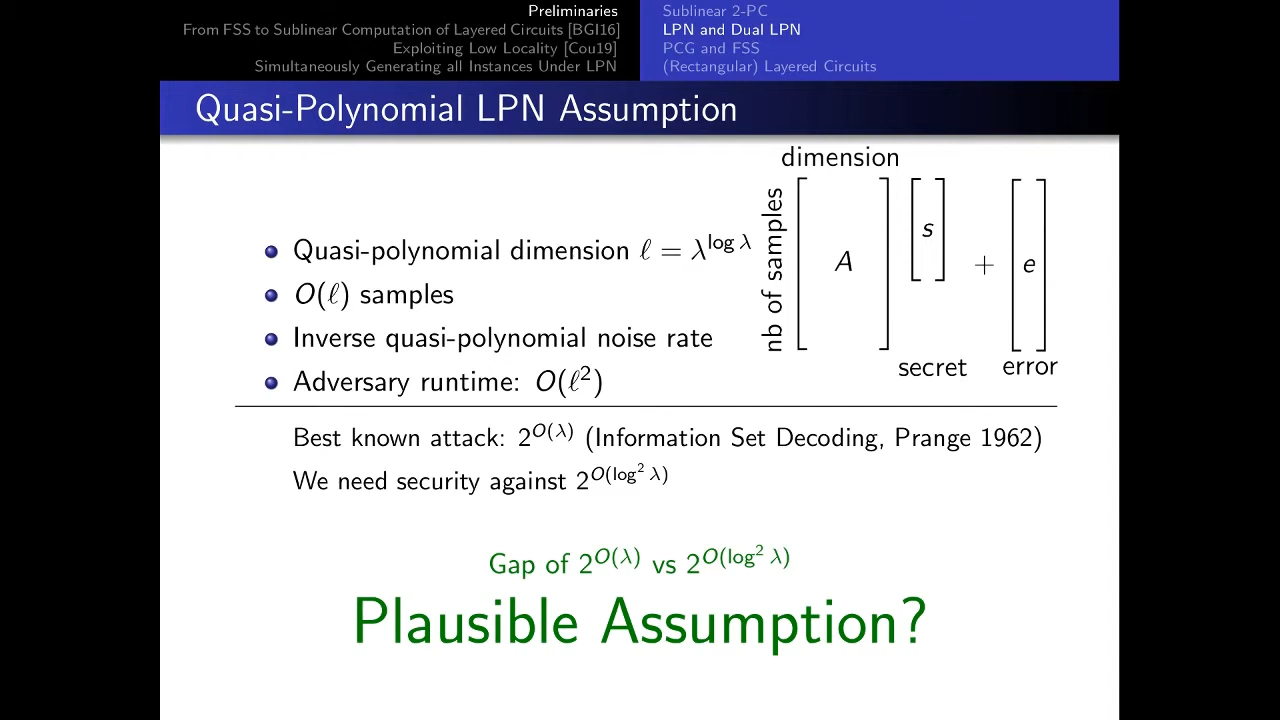 Preliminaries
From FSS to Sublinear Computation of Layered Circuits [BGI16]
Exploiting Low Locality [Cou19]
Simultaneously Generating all Instances Under LPN
Sublinear 2-PC
LPN and Dual LPN
PCG and FSS
(Rectangular) Layered Circuits
Quasi-Polynomial LPN Assumption
Quasi-polynomial dimension ℓ = λ^{log λ}
O(ℓ) samples
Inverse quasi-polynomial noise rate
Adversary runtime: O(ℓ²)
dimension
nb of samples
A
s
+
e
secret
error
Best known attack: 2^{O(λ)} (Information Set Decoding, Prange 1962)
We need security against 2^{O(log² λ)}
Gap of 2^{O(λ)} vs 2^{O(log² λ)}
Plausible Assumption?